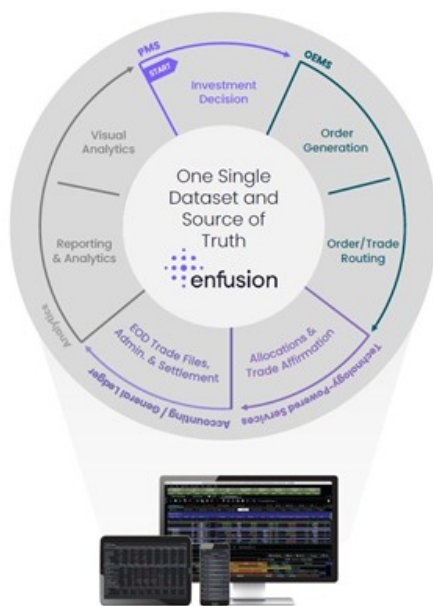 PMS
START
Investment
Decision
OEMS
Order
Generation
Order/Trade
Routing
Technology-Powered Services
Allocations &
Trade Affirmation
Accounting / General Ledger
EOD Trade Files,
Admin. & Settlement
Analytics
Reporting
& Analytics
Visual
Analytics
One Single
Dataset and
Source of
Truth
enfusion